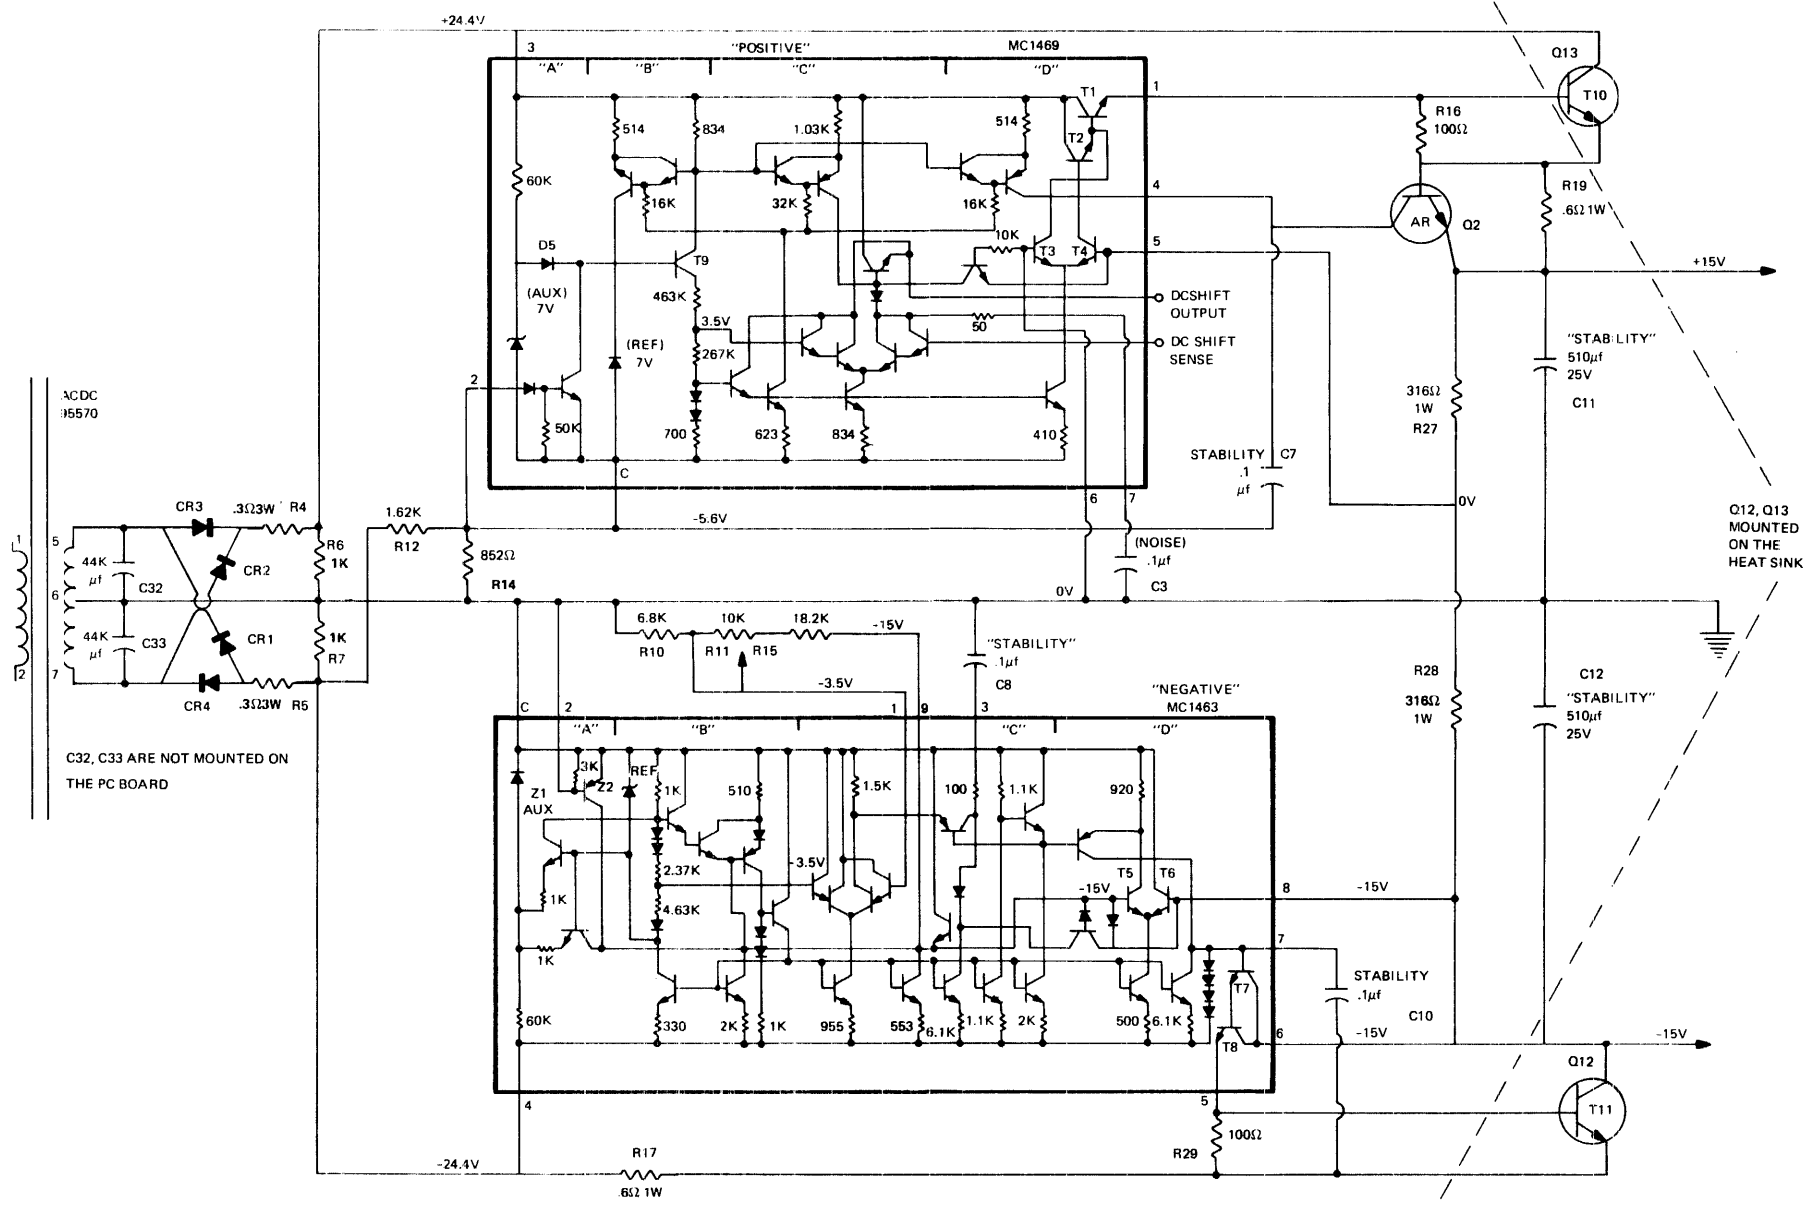 +24.4V
3
"POSITIVE"
MC1469
"A"
"B"
"C"
"D"
Q13
T10
T1
1
R16
100Ω
514
834
1.03K
514
T2
60K
16K
32K
16K
4
R19
.6Ω 1W
AR
Q2
10K
T3
T4
5
D5
T9
+15V
(AUX)
7V
463K
3.5V
DC SHIFT
OUTPUT
50
(REF)
7V
267K
DC SHIFT
SENSE
"STABILITY"
510µf
25V
C11
2
50K
700
623
834
410
316Ω
1W
R27
C
STABILITY
C7
.1
µf
6
7
0V
ACDC
95570
-5.6V
Q12, Q13
MOUNTED
ON THE
HEAT SINK
CR3
.3Ω3W
R4
1.62K
R12
1
5
44K
µf
C32
CR2
R6
1K
852Ω
R14
(NOISE)
.1µf
C3
0V
6
44K
µf
C33
CR1
1K
R7
2
7
CR4
.3Ω3W
R5
6.8K
10K
18.2K
-15V
R10
R11
R15
-3.5V
"STABILITY"
.1µf
C8
R28
316Ω
1W
C12
"STABILITY"
510µf
25V
C32, C33 ARE NOT MOUNTED ON
THE PC BOARD
"NEGATIVE"
MC1463
C
2
1
9
3
"A"
"B"
"C"
"D"
3K
REF
Z1
AUX
Z2
1K
510
1.5K
100
1.1K
920
2.37K
-3.5V
T5
T6
1K
4.63K
-15V
8
-15V
1K
7
STABILITY
.1µf
C10
T7
60K
330
2K
1K
955
553
6.1K
1.1K
2K
500
6.1K
T8
6
-15V
-15V
Q12
T11
4
5
100Ω
R29
-24.4V
R17
.6Ω 1W